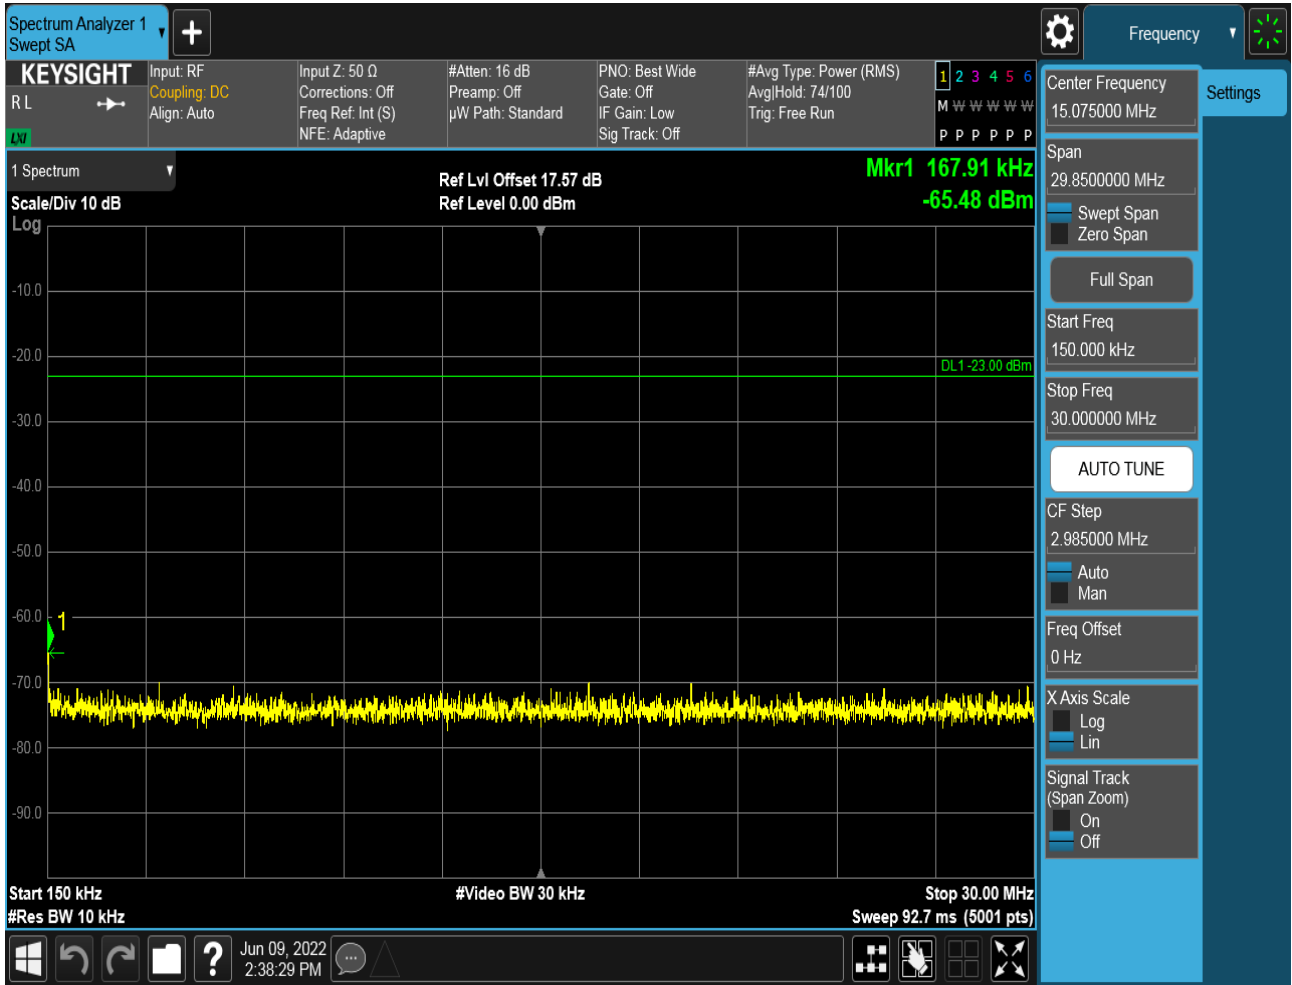 Spectrum Analyzer 1
Swept SA
Frequency
KEYSIGHT
R L
LXI
Input: RF
Coupling: DC
Align: Auto
Input Z: 50 Ω
Corrections: Off
Freq Ref: Int (S)
NFE: Adaptive
#Atten: 16 dB
Preamp: Off
µW Path: Standard
PNO: Best Wide
Gate: Off
IF Gain: Low
Sig Track: Off
#Avg Type: Power (RMS)
Avg|Hold: 74/100
Trig: Free Run
1 2 3 4 5 6
M W W W W W
P P P P P P
1 Spectrum
Scale/Div 10 dB
Log
Ref Lvl Offset 17.57 dB
Ref Level 0.00 dBm
Mkr1 167.91 kHz
-65.48 dBm
-10.0
-20.0
DL1 -23.00 dBm
-30.0
-40.0
-50.0
-60.0
1
-70.0
-80.0
-90.0
Start 150 kHz
#Res BW 10 kHz
#Video BW 30 kHz
Stop 30.00 MHz
Sweep 92.7 ms (5001 pts)
Center Frequency
15.075000 MHz
Span
29.8500000 MHz
Swept Span
Zero Span
Full Span
Start Freq
150.000 kHz
Stop Freq
30.000000 MHz
AUTO TUNE
CF Step
2.985000 MHz
Auto
Man
Freq Offset
0 Hz
X Axis Scale
Log
Lin
Signal Track
(Span Zoom)
On
Off
Settings
?
Jun 09, 2022
2:38:29 PM